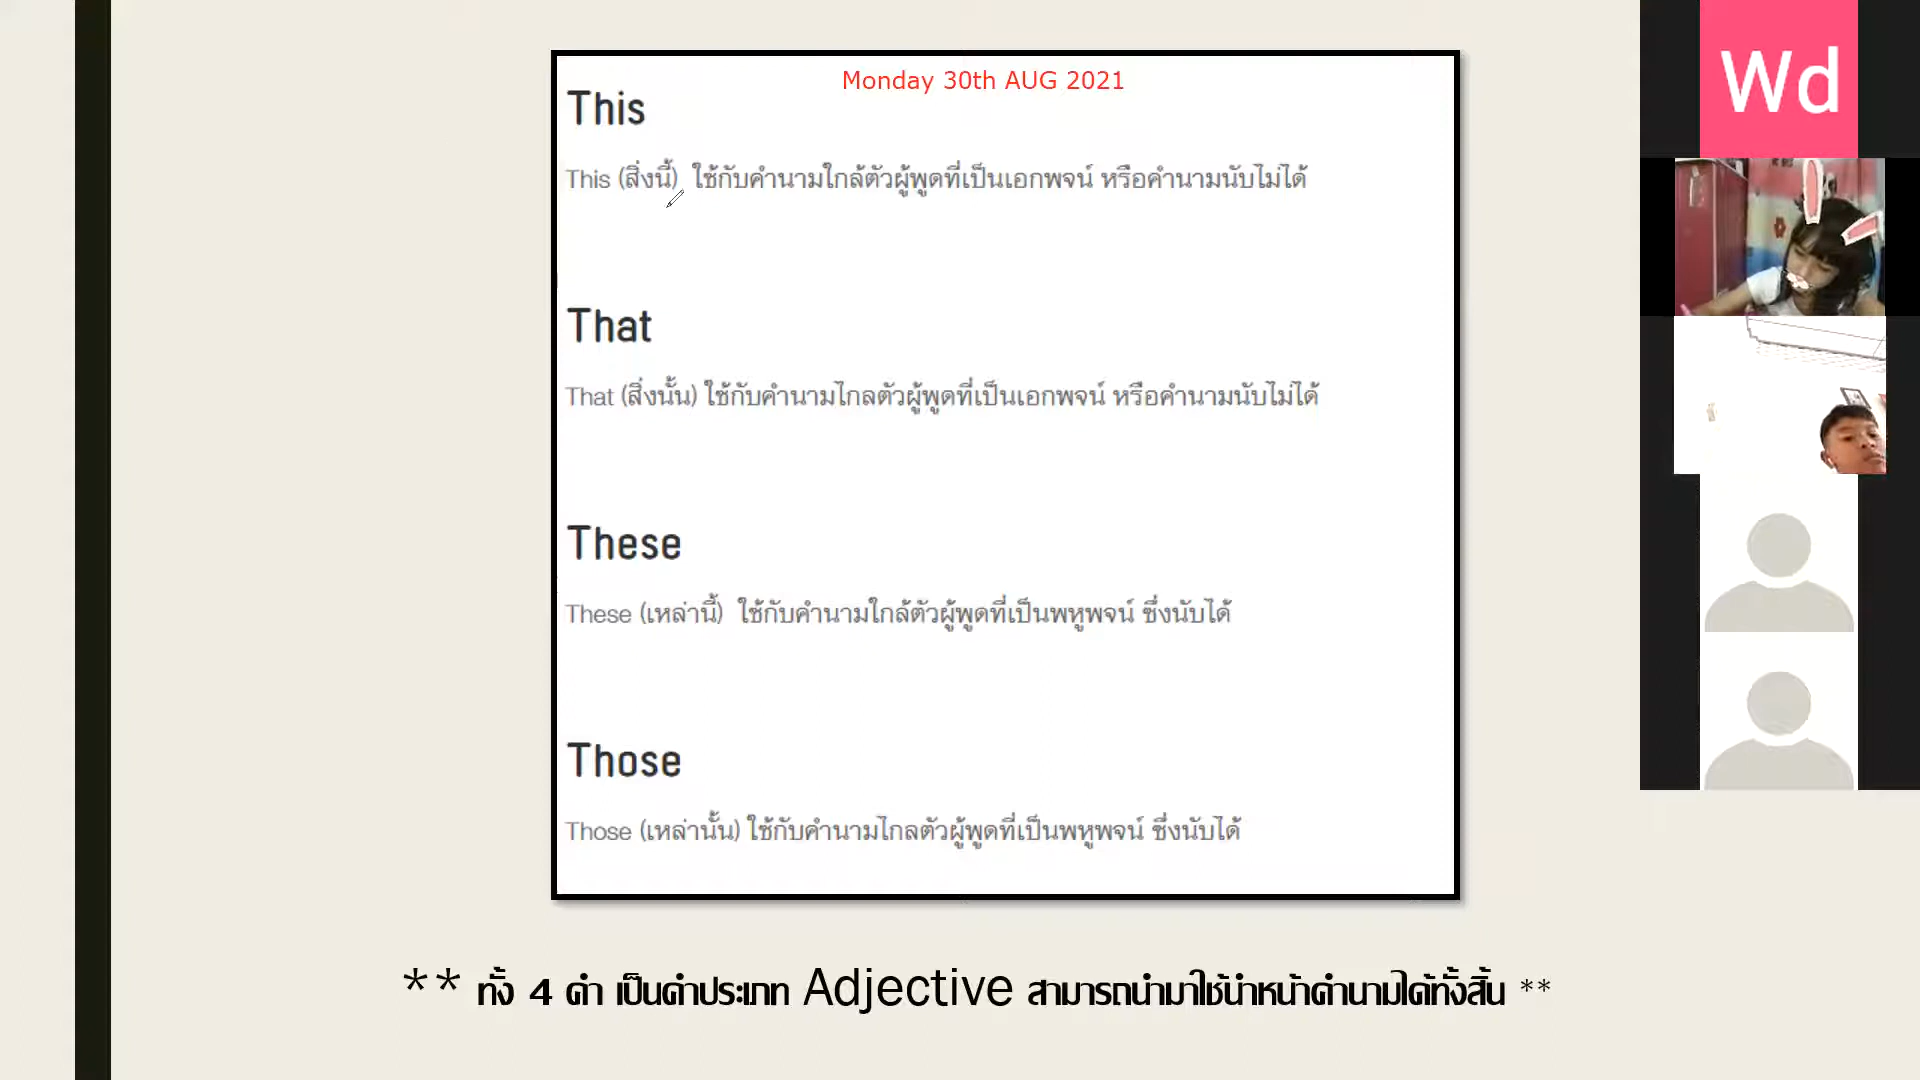 Monday 30th AUG 2021
This
This (สิ่งนี้) ใช้กับคำนามใกล้ตัวผู้พูดที่เป็นเอกพจน์ หรือคำนามนับไม่ได้
That
That (สิ่งนั้น) ใช้กับคำนามไกลตัวผู้พูดที่เป็นเอกพจน์ หรือคำนามนับไม่ได้
These
These (เหล่านี้) ใช้กับคำนามใกล้ตัวผู้พูดที่เป็นพหูพจน์ ซึ่งนับได้
Those
Those (เหล่านั้น) ใช้กับคำนามไกลตัวผู้พูดที่เป็นพหูพจน์ ซึ่งนับได้
** ทั้ง 4 คำ เป็นคำประเภท Adjective สามารถนำมาใช้นำหน้าคำนามได้ทั้งสิ้น **
Wd